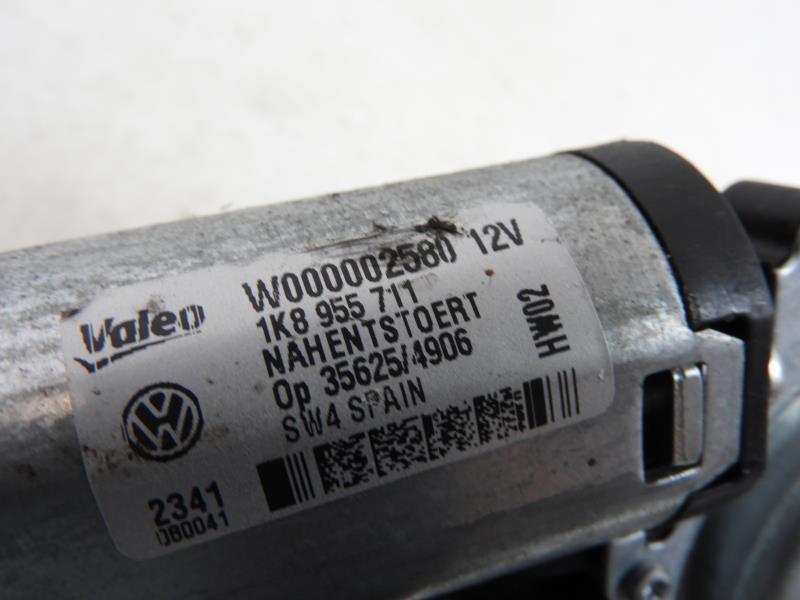 Valeo
W000002580 12V
1K8 955 711
NAHENTSTOERT
Op 35625/4906
SW4 SPAIN
HW02
2341
080041